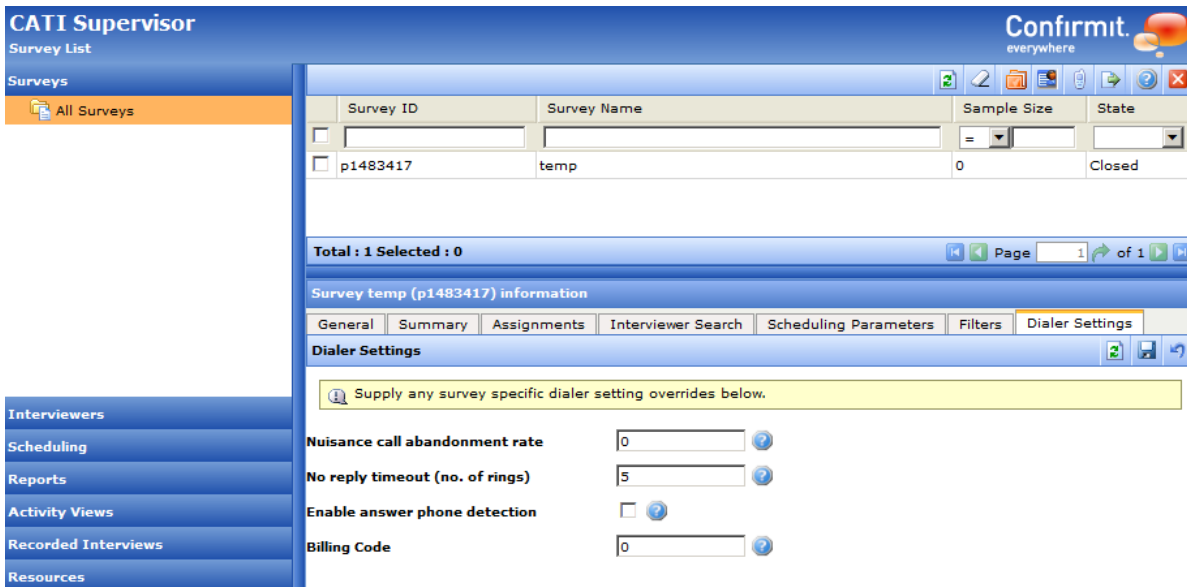 CATI Supervisor
Survey List
Confirmit.
everywhere
Surveys
All Surveys
Survey ID Survey Name Sample Size State
=
p1483417 temp 0 Closed
Total : 1 Selected : 0 Page 1 of 1
Survey temp (p1483417) information
General Summary Assignments Interviewer Search Scheduling Parameters Filters Dialer Settings
Dialer Settings
Supply any survey specific dialer setting overrides below.
Nuisance call abandonment rate 0
No reply timeout (no. of rings) 5
Enable answer phone detection
Billing Code 0
Interviewers
Scheduling
Reports
Activity Views
Recorded Interviews
Resources